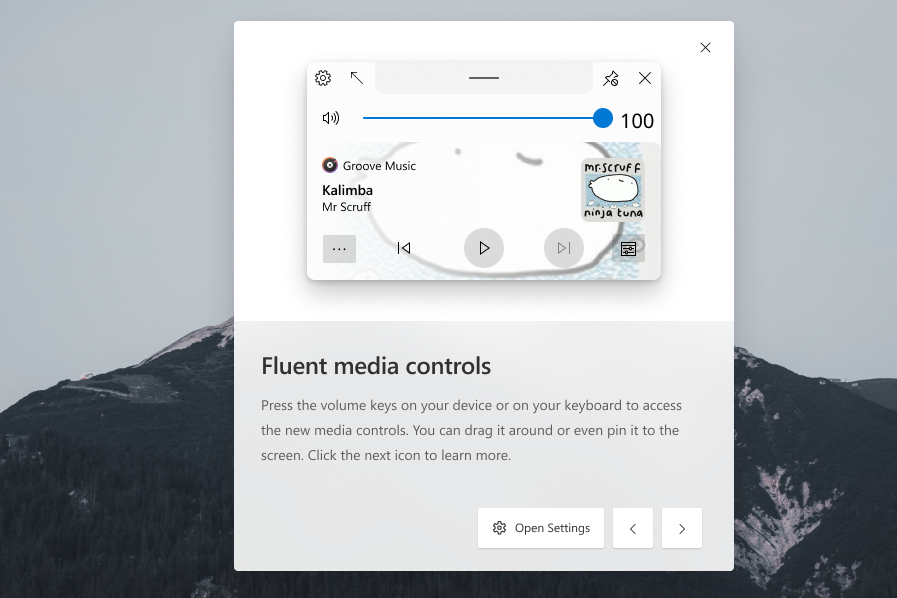 100
Groove Music
Kalimba
Mr Scruff
mr.scruff
ninja tuna
Fluent media controls
Press the volume keys on your device or on your keyboard to access
the new media controls. You can drag it around or even pin it to the
screen. Click the next icon to learn more.
Open Settings